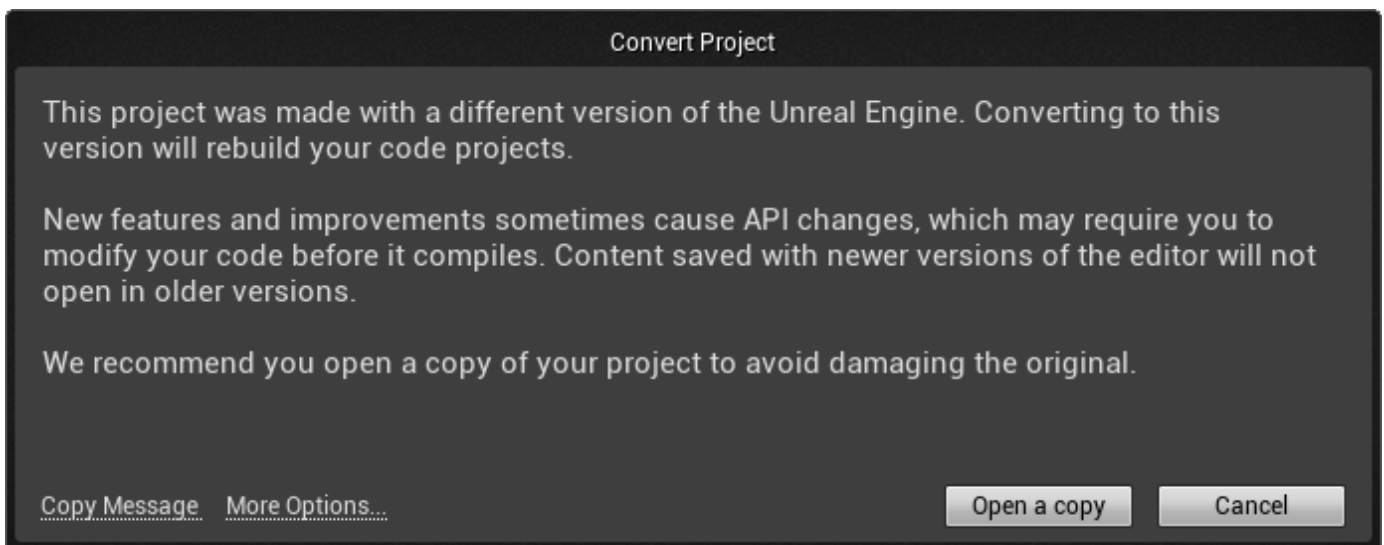 Convert Project
This project was made with a different version of the Unreal Engine. Converting to this
version will rebuild your code projects.
New features and improvements sometimes cause API changes, which may require you to
modify your code before it compiles. Content saved with newer versions of the editor will not
open in older versions.
We recommend you open a copy of your project to avoid damaging the original.
Copy Message More Options... Open a copy Cancel